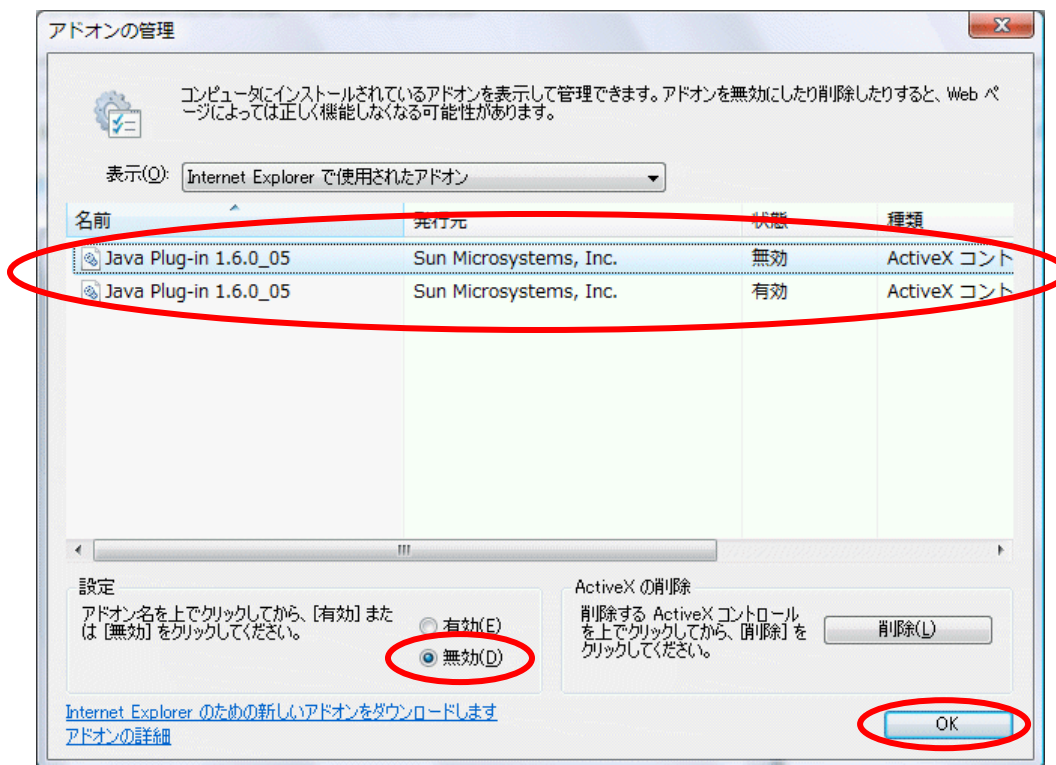 アドオンの管理
コンピュータにインストールされているアドオンを表示して管理できます。アドオンを無効にしたり削除したりすると、Web ペ
ージによっては正しく機能しなくなる可能性があります。
表示(O): Internet Explorer で使用されたアドオン
名前 発行元 状態 種類
Java Plug-in 1.6.0_05 Sun Microsystems, Inc. 無効 ActiveX コント
Java Plug-in 1.6.0_05 Sun Microsystems, Inc. 有効 ActiveX コント
設定
アドオン名を上でクリックしてから、[有効] また
は [無効] をクリックしてください。
有効(E)
無効(D)
ActiveX の削除
削除する ActiveX コントロール
を上でクリックしてから、[削除] を
クリックしてください。
削除(L)
Internet Explorer のための新しいアドオンをダウンロードします
アドオンの詳細
OK